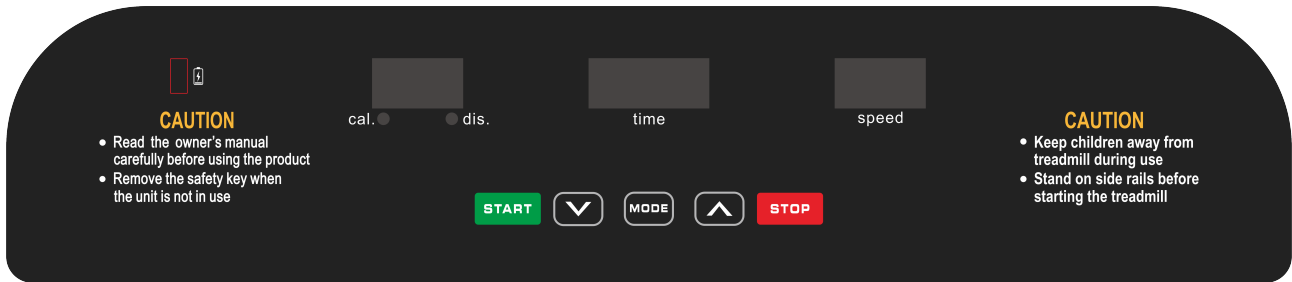 CAUTION
• Read the owner's manual
carefully before using the product
• Remove the safety key when
the unit is not in use
cal.
dis.
time
speed
START
MODE
STOP
CAUTION
• Keep children away from
treadmill during use
• Stand on side rails before
starting the treadmill